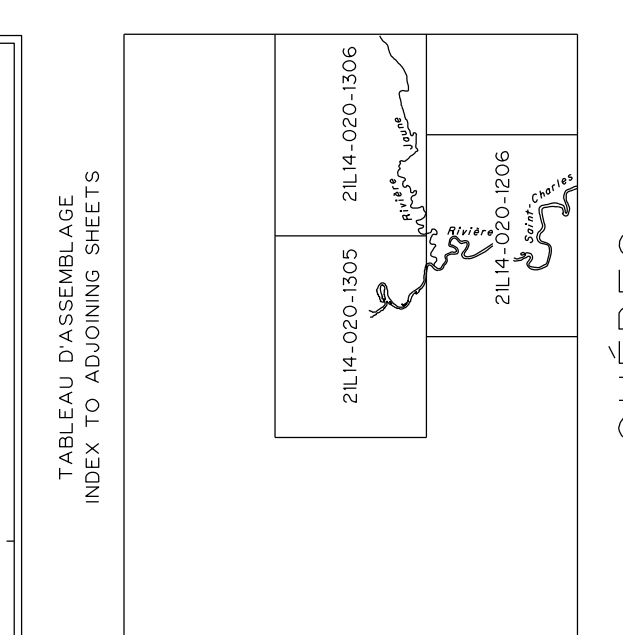 TABLEAU D'ASSEMBLAGE
INDEX TO ADJOINING SHEETS
21L14-020-1306
21L14-020-1305
Rivière Jaune
21L14-020-1206
Rivière Saint-Charles